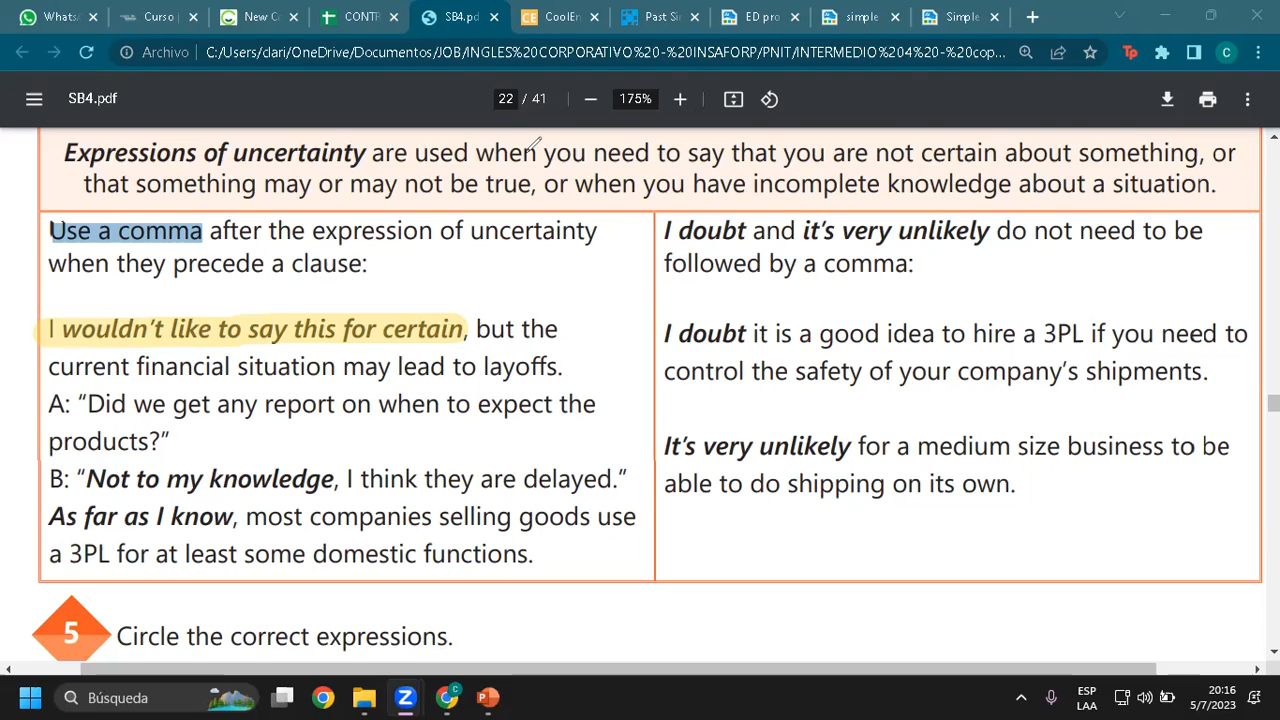 WhatsA
Curso
New Co
CONTR
SB4.pd
CoolEn
Past Si
ED pro
simple
Simple
Archivo
C:/Users/clari/OneDrive/Documentos/JOB/INGLES%20CORPORATIVO%20-%20INSAFORP/PNIT/INTERMEDIO%204%20-%20cop...
SB4.pdf
22 / 41
175%
Expressions of uncertainty are used when you need to say that you are not certain about something, or
that something may or may not be true, or when you have incomplete knowledge about a situation.
Use a comma after the expression of uncertainty
when they precede a clause:
I wouldn't like to say this for certain, but the
current financial situation may lead to layoffs.
A: “Did we get any report on when to expect the
products?”
B: “Not to my knowledge, I think they are delayed.”
As far as I know, most companies selling goods use
a 3PL for at least some domestic functions.
I doubt and it's very unlikely do not need to be
followed by a comma:
I doubt it is a good idea to hire a 3PL if you need to
control the safety of your company's shipments.
It's very unlikely for a medium size business to be
able to do shipping on its own.
5 Circle the correct expressions.
Búsqueda
ESP
LAA
20:16
5/7/2023